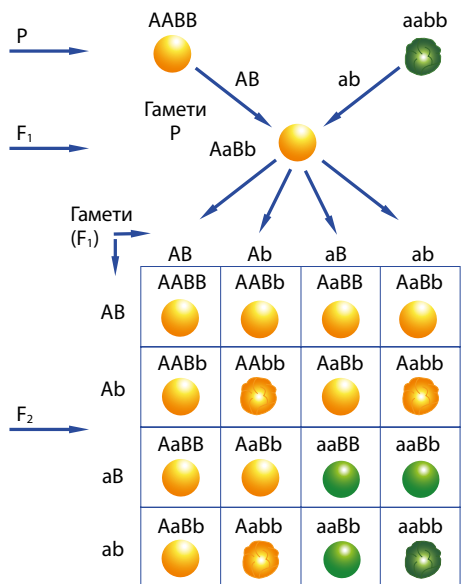 P
AABB
aabb
AB
ab
Гамети
P
F₁
AaBb
Гамети
(F₁)
AB Ab aB ab
AB
AABB AABb AaBB AaBb
Ab
AABb AAbb AaBb Aabb
F₂
aB
AaBB AaBb aaBB aaBb
ab
AaBb Aabb aaBb aabb